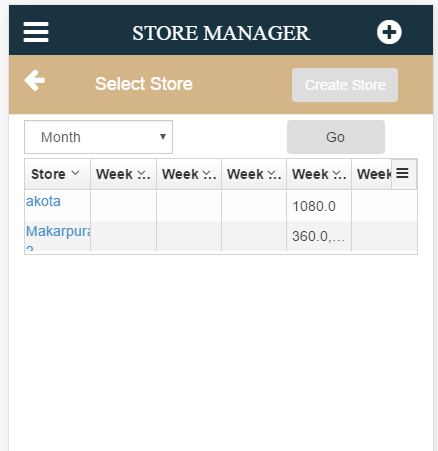 STORE MANAGER
Select Store Create Store
Month Go
Store Week ... Week ... Week ... Week ... Week
akota 1080.0
Makarpura 360.0,...
2